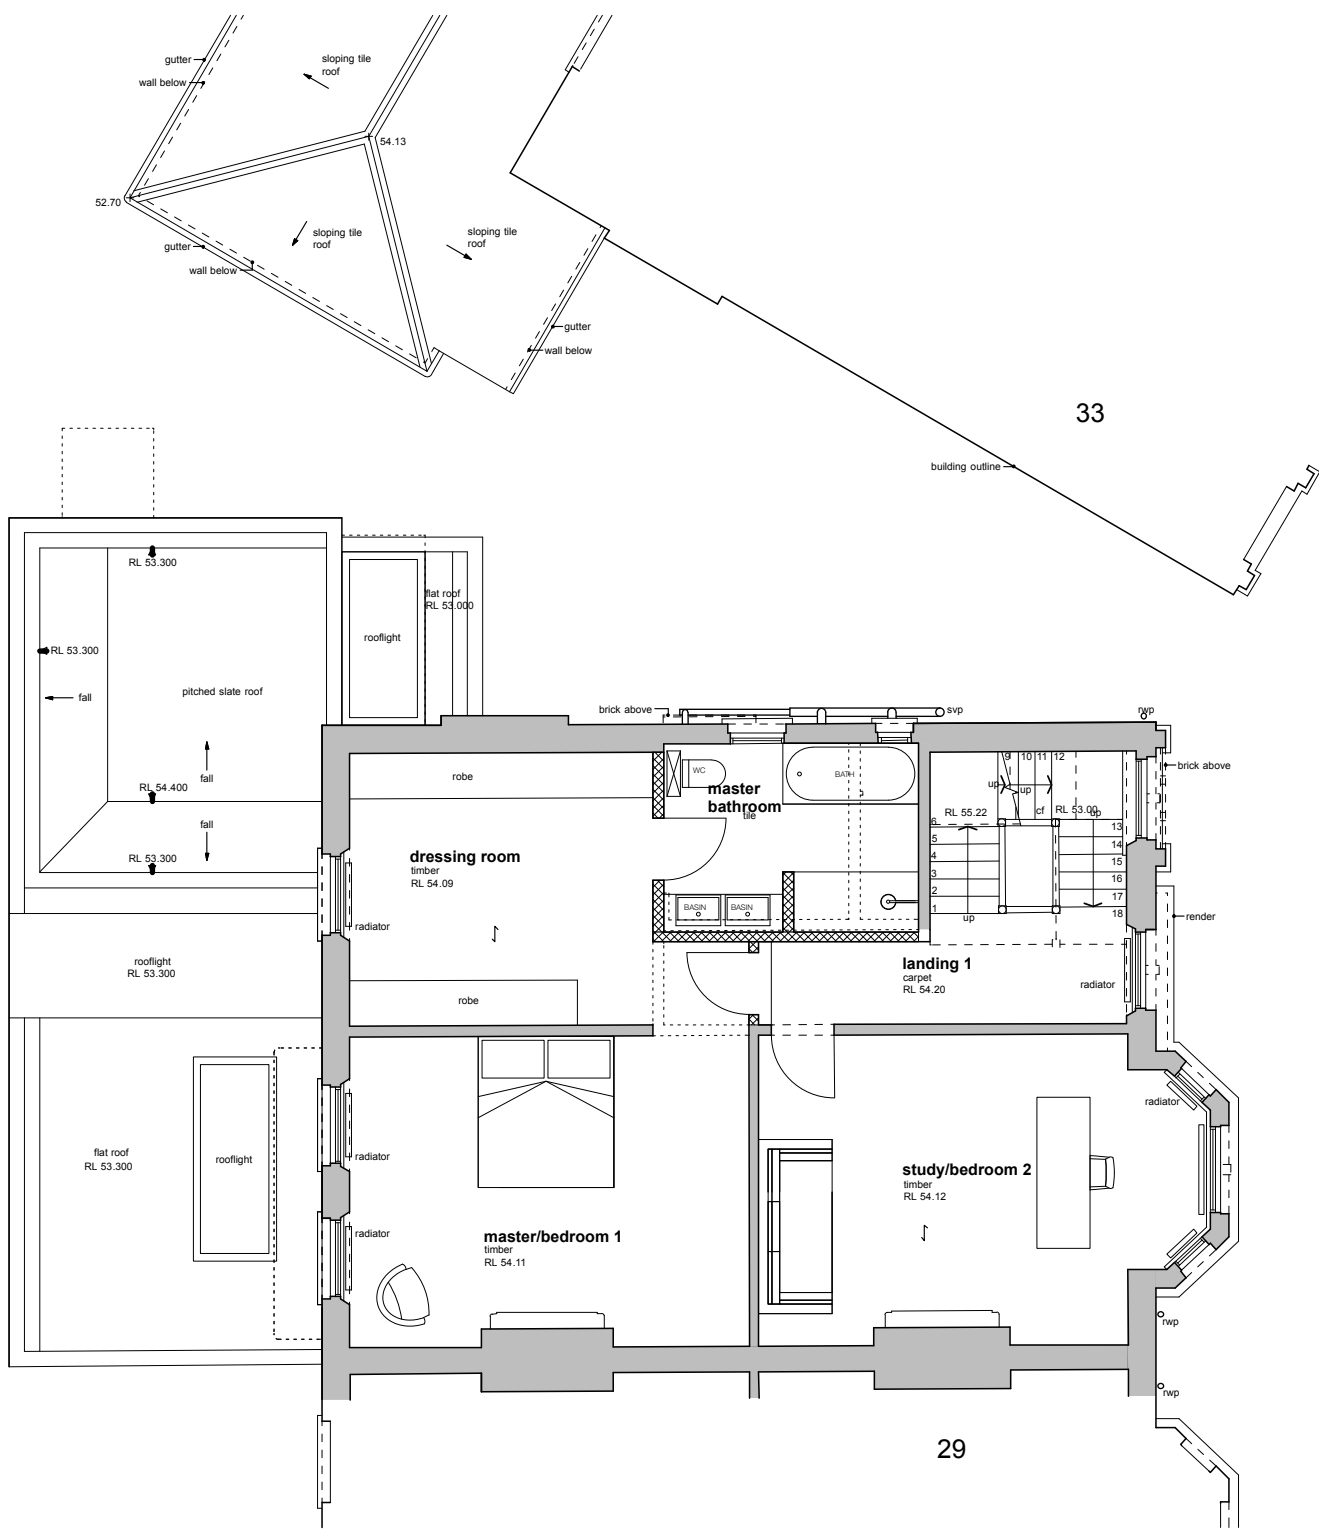 gutter
wall below
sloping tile
roof
54.13
52.70
gutter
wall below
sloping tile
roof
sloping tile
roof
gutter
wall below
33
building outline
RL 53.300
flat roof
RL 53.000
rooflight
RL 53.300
fall
pitched slate roof
fall
RL 54.400
fall
RL 53.300
brick above
svp
rwp
brick above
robe
WC
master
bathroom
tile
BATH
9
10
11
12
up
up
cf
RL 55.22
RL 53.00
up
6
5
4
3
2
1
up
13
14
15
16
17
18
dressing room
timber
RL 54.09
BASIN
BASIN
radiator
render
rooflight
RL 53.300
robe
landing 1
carpet
RL 54.20
radiator
radiator
flat roof
RL 53.300
rooflight
radiator
study/bedroom 2
timber
RL 54.12
radiator
master/bedroom 1
timber
RL 54.11
rwp
rwp
29